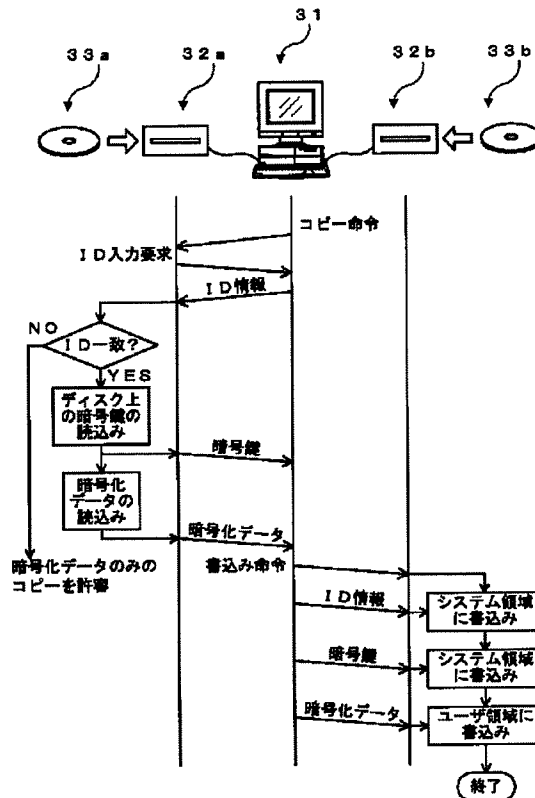 31
33a
32a
32b
33b
コピー命令
ID入力要求
ID情報
NO
ID一致?
YES
ディスク上
の暗号鍵の
読込み
暗号鍵
暗号化
データの
読込み
暗号化データ
暗号化データのみの
コピーを許容
書込み命令
ID情報
システム領域
に書込み
暗号鍵
システム領域
に書込み
暗号化データ
ユーザ領域に
書込み
終了